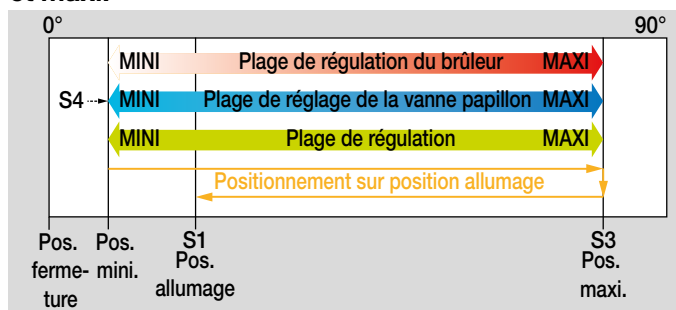 0° 90°
MINI Plage de régulation du brûleur MAXI
S4 MINI Plage de réglage de la vanne papillon MAXI
MINI Plage de régulation MAXI
Positionnement sur position allumage
Pos. Pos. S1 S3
ferme- mini. Pos. Pos.
ture allumage maxi.